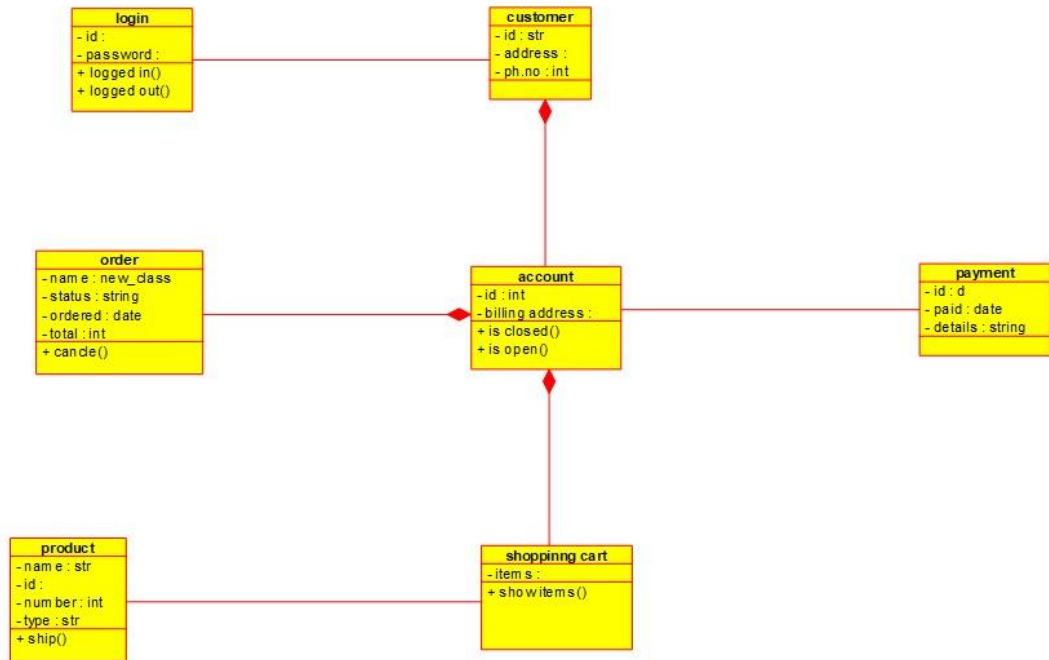 login
- id :
- password :
+ logged in()
+ logged out()
customer
- id : str
- address :
- ph.no : int
order
- name : new_class
- status : string
- ordered : date
- total : int
+ cancle()
account
- id : int
- billing address :
+ is closed()
+ is open()
payment
- id : d
- paid : date
- details : string
product
- name : str
- id :
- number : int
- type : str
+ ship()
shoppinng cart
- items :
+ showitems()